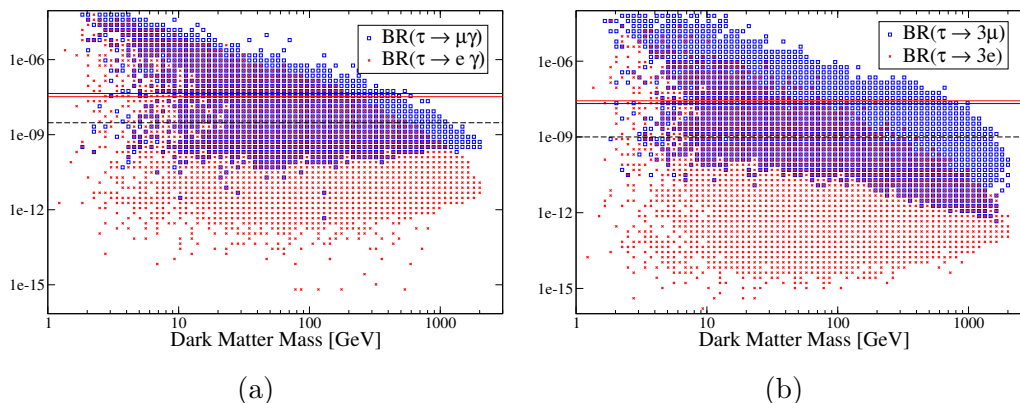 BR(τ → μγ)
BR(τ → e γ)
1e-06
1e-09
1e-12
1e-15
1 10 100 1000
Dark Matter Mass [GeV]
(a)
BR(τ → 3μ)
BR(τ → 3e)
1e-06
1e-09
1e-12
1e-15
1 10 100 1000
Dark Matter Mass [GeV]
(b)